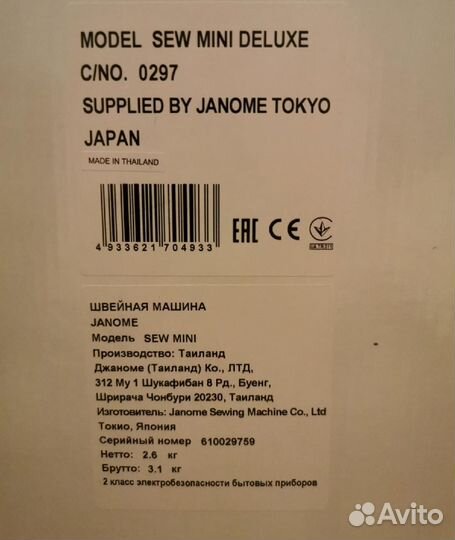 MODEL SEW MINI DELUXE
C/NO. 0297
SUPPLIED BY JANOME TOKYO
JAPAN
MADE IN THAILAND
4 933621 704933
EAC CE
UA.TR.011
ШВЕЙНАЯ МАШИНА
JANOME
Модель SEW MINI
Производство: Таиланд
Джаноме (Таиланд) Ко., ЛТД,
312 Му 1 Шукафибан 8 Рд., Буенг,
Шрирача Чонбури 20230, Таиланд
Изготовитель: Janome Sewing Machine Co., Ltd
Токио, Япония
Серийный номер 610029759
Нетто: 2.6 кг
Брутто: 3.1 кг
2 класс электробезопасности бытовых приборов
Avito